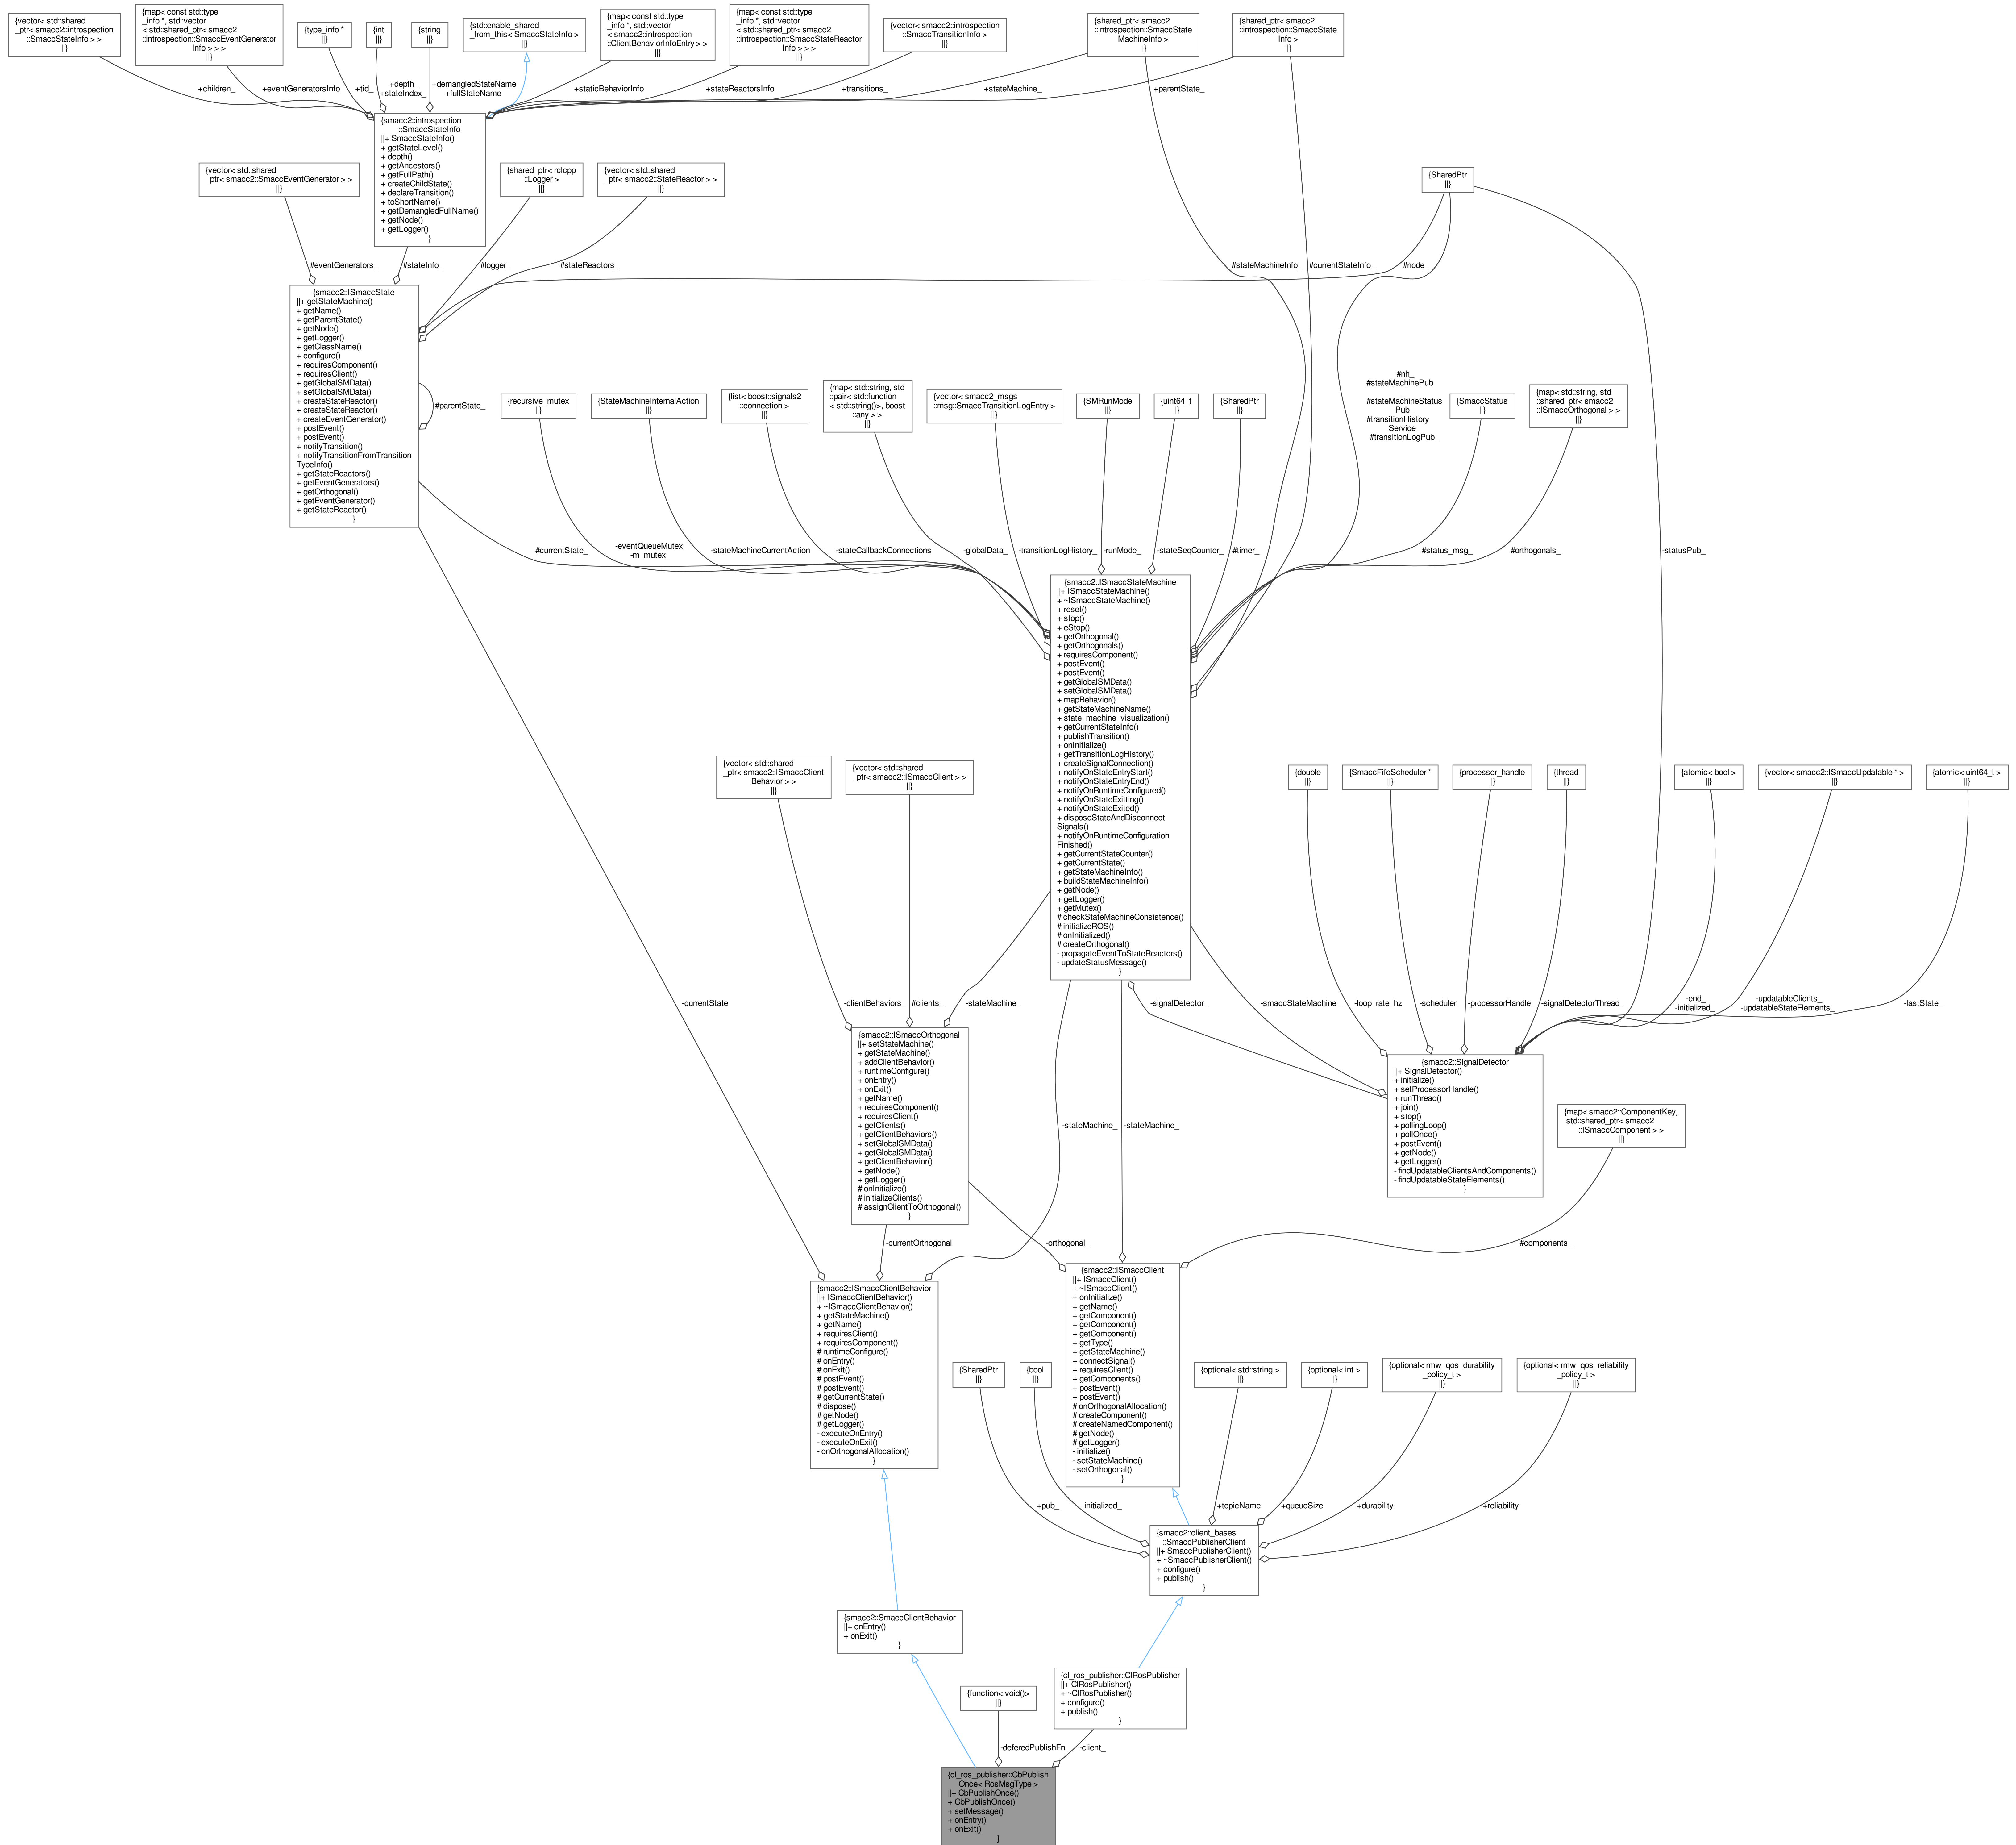 {vector< std::shared
_ptr< smacc2::introspection
::SmaccStateInfo > >
||}
{map< const std::type
_info *, std::vector
< std::shared_ptr< smacc2
::introspection::SmaccEventGenerator
Info > > >
||}
{type_info *
||}
{int
||}
{string
||}
{std::enable_shared
_from_this< SmaccStateInfo >
||}
{map< const std::type
_info *, std::vector
< smacc2::introspection
::ClientBehaviorInfoEntry > >
||}
{map< const std::type
_info *, std::vector
< std::shared_ptr< smacc2
::introspection::SmaccStateReactor
Info > > >
||}
{vector< smacc2::introspection
::SmaccTransitionInfo >
||}
{shared_ptr< smacc2
::introspection::SmaccState
MachineInfo >
||}
{shared_ptr< smacc2
::introspection::SmaccState
Info >
||}
+children_
+eventGeneratorsInfo
+tid_
+depth_
+stateIndex_
+demangledStateName
+fullStateName
+staticBehaviorInfo
+stateReactorsInfo
+transitions_
+stateMachine_
+parentState_
{smacc2::introspection
::SmaccStateInfo
||+ SmaccStateInfo()
+ getStateLevel()
+ depth()
+ getAncestors()
+ getFullPath()
+ createChildState()
+ declareTransition()
+ toShortName()
+ getDemangledFullName()
+ getNode()
+ getLogger()
}
{vector< std::shared
_ptr< smacc2::SmaccEventGenerator > >
||}
{shared_ptr< rclcpp
::Logger >
||}
{vector< std::shared
_ptr< smacc2::StateReactor > >
||}
{SharedPtr
||}
#eventGenerators_
#stateInfo_
#logger_
#stateReactors_
#stateMachineInfo_
#currentStateInfo_
#node_
{smacc2::ISmaccState
||+ getStateMachine()
+ getName()
+ getParentState()
+ getNode()
+ getLogger()
+ getClassName()
+ configure()
+ requiresComponent()
+ requiresClient()
+ getGlobalSMData()
+ setGlobalSMData()
+ createStateReactor()
+ createStateReactor()
+ createEventGenerator()
+ postEvent()
+ postEvent()
+ notifyTransition()
+ notifyTransitionFromTransition
TypeInfo()
+ getStateReactors()
+ getEventGenerators()
+ getOrthogonal()
+ getEventGenerator()
+ getStateReactor()
}
#parentState_
{recursive_mutex
||}
{StateMachineInternalAction
||}
{list< boost::signals2
::connection >
||}
{map< std::string, std
::pair< std::function
< std::string()>, boost
::any > >
||}
{vector< smacc2_msgs
::msg::SmaccTransitionLogEntry >
||}
{SMRunMode
||}
{uint64_t
||}
{SharedPtr
||}
#nh_
#stateMachinePub
_
#stateMachineStatus
Pub_
#transitionHistory
Service_
#transitionLogPub_
{SmaccStatus
||}
{map< std::string, std
::shared_ptr< smacc2
::ISmaccOrthogonal > >
||}
#currentState_
-eventQueueMutex_
-m_mutex_
-stateMachineCurrentAction
-stateCallbackConnections
-globalData_
-transitionLogHistory_
-runMode_
-stateSeqCounter_
#timer_
#status_msg_
#orthogonals_
-statusPub_
{smacc2::ISmaccStateMachine
||+ ISmaccStateMachine()
+ ~ISmaccStateMachine()
+ reset()
+ stop()
+ eStop()
+ getOrthogonal()
+ getOrthogonals()
+ requiresComponent()
+ postEvent()
+ postEvent()
+ getGlobalSMData()
+ setGlobalSMData()
+ mapBehavior()
+ getStateMachineName()
+ state_machine_visualization()
+ getCurrentStateInfo()
+ publishTransition()
+ onInitialize()
+ getTransitionLogHistory()
+ createSignalConnection()
+ notifyOnStateEntryStart()
+ notifyOnStateEntryEnd()
+ notifyOnRuntimeConfigured()
+ notifyOnStateExitting()
+ notifyOnStateExited()
+ disposeStateAndDisconnect
Signals()
+ notifyOnRuntimeConfiguration
Finished()
+ getCurrentStateCounter()
+ getCurrentState()
+ getStateMachineInfo()
+ buildStateMachineInfo()
+ getNode()
+ getLogger()
+ getMutex()
# checkStateMachineConsistence()
# initializeROS()
# onInitialized()
# createOrthogonal()
- propagateEventToStateReactors()
- updateStatusMessage()
}
{vector< std::shared
_ptr< smacc2::ISmaccClient
Behavior > >
||}
{vector< std::shared
_ptr< smacc2::ISmaccClient > >
||}
{double
||}
{SmaccFifoScheduler *
||}
{processor_handle
||}
{thread
||}
{atomic< bool >
||}
{vector< smacc2::ISmaccUpdatable * >
||}
{atomic< uint64_t >
||}
-currentState
-clientBehaviors_
#clients_
-stateMachine_
-signalDetector_
-smaccStateMachine_
-loop_rate_hz
-scheduler_
-processorHandle_
-signalDetectorThread_
-end_
-initialized_
-updatableClients_
-updatableStateElements_
-lastState_
{smacc2::ISmaccOrthogonal
||+ setStateMachine()
+ getStateMachine()
+ addClientBehavior()
+ runtimeConfigure()
+ onEntry()
+ onExit()
+ getName()
+ requiresComponent()
+ requiresClient()
+ getClients()
+ getClientBehaviors()
+ setGlobalSMData()
+ getGlobalSMData()
+ getClientBehavior()
+ getNode()
+ getLogger()
# onInitialize()
# initializeClients()
# assignClientToOrthogonal()
}
{smacc2::SignalDetector
||+ SignalDetector()
+ initialize()
+ setProcessorHandle()
+ runThread()
+ join()
+ stop()
+ pollingLoop()
+ pollOnce()
+ postEvent()
+ getNode()
+ getLogger()
- findUpdatableClientsAndComponents()
- findUpdatableStateElements()
}
{map< smacc2::ComponentKey,
std::shared_ptr< smacc2
::ISmaccComponent > >
||}
-stateMachine_
-stateMachine_
-currentOrthogonal
-orthogonal_
#components_
{smacc2::ISmaccClientBehavior
||+ ISmaccClientBehavior()
+ ~ISmaccClientBehavior()
+ getStateMachine()
+ getName()
+ requiresClient()
+ requiresComponent()
# runtimeConfigure()
# onEntry()
# onExit()
# postEvent()
# postEvent()
# getCurrentState()
# dispose()
# getNode()
# getLogger()
- executeOnEntry()
- executeOnExit()
- onOrthogonalAllocation()
}
{smacc2::ISmaccClient
||+ ISmaccClient()
+ ~ISmaccClient()
+ onInitialize()
+ getName()
+ getComponent()
+ getComponent()
+ getComponent()
+ getType()
+ getStateMachine()
+ connectSignal()
+ requiresClient()
+ getComponents()
+ postEvent()
+ postEvent()
# onOrthogonalAllocation()
# createComponent()
# createNamedComponent()
# getNode()
# getLogger()
- initialize()
- setStateMachine()
- setOrthogonal()
}
{SharedPtr
||}
{bool
||}
{optional< std::string >
||}
{optional< int >
||}
{optional< rmw_qos_durability
_policy_t >
||}
{optional< rmw_qos_reliability
_policy_t >
||}
+pub_
-initialized_
+topicName
+queueSize
+durability
+reliability
{smacc2::client_bases
::SmaccPublisherClient
||+ SmaccPublisherClient()
+ ~SmaccPublisherClient()
+ configure()
+ publish()
}
{smacc2::SmaccClientBehavior
||+ onEntry()
+ onExit()
}
{function< void()>
||}
{cl_ros_publisher::ClRosPublisher
||+ ClRosPublisher()
+ ~ClRosPublisher()
+ configure()
+ publish()
}
-deferedPublishFn
-client_
{cl_ros_publisher::CbPublish
Once< RosMsgType >
||+ CbPublishOnce()
+ CbPublishOnce()
+ setMessage()
+ onEntry()
+ onExit()
}